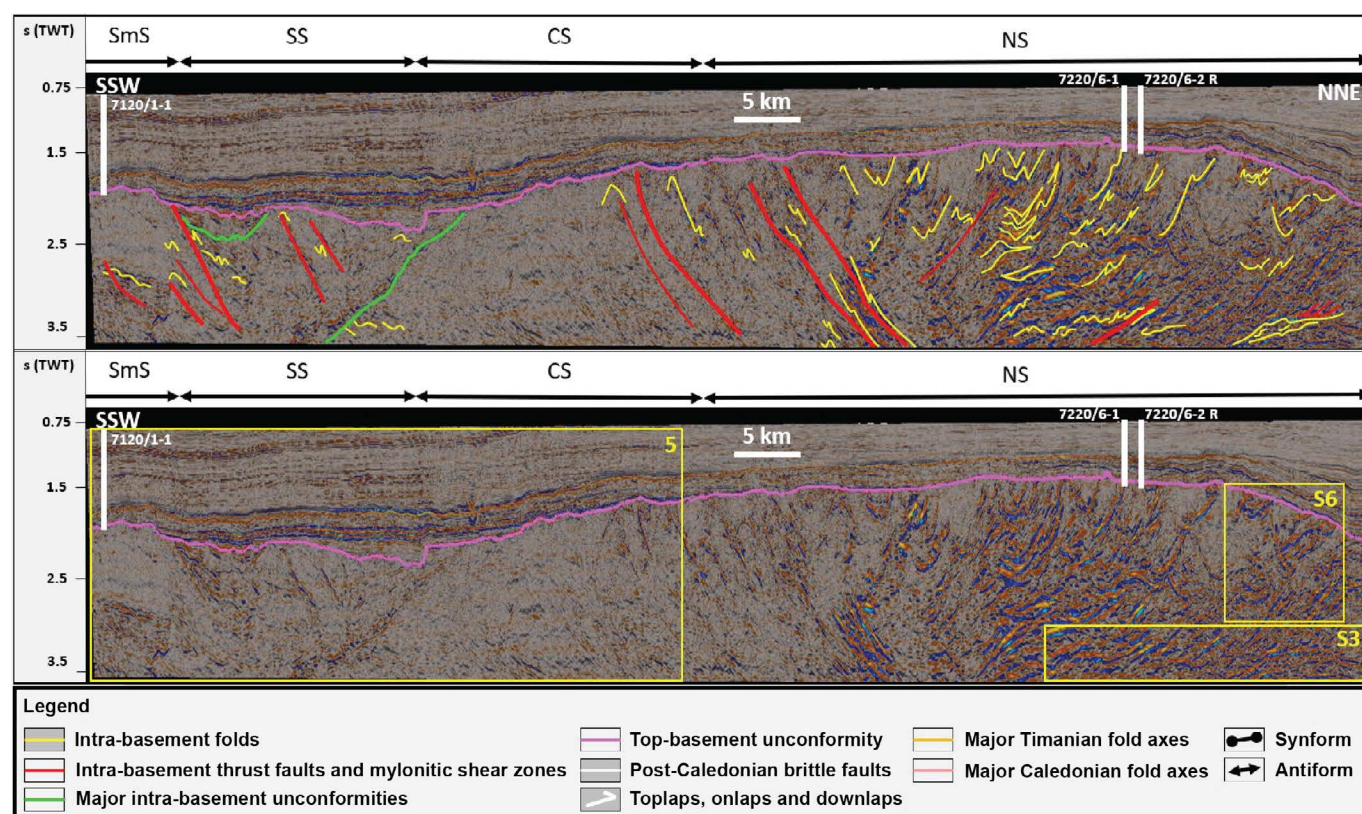 s (TWT) SmS SS CS NS
SSW 7120/1-1 5 km 7220/6-1 7220/6-2 R NNE
0.75
1.5
2.5
3.5
s (TWT) SmS SS CS NS
SSW 7120/1-1 5 km 7220/6-1 7220/6-2 R
0.75
5
1.5
S6
2.5
S3
3.5
Legend
Intra-basement folds Top-basement unconformity Major Timanian fold axes Synform
Intra-basement thrust faults and mylonitic shear zones Post-Caledonian brittle faults Major Caledonian fold axes Antiform
Major intra-basement unconformities Toplaps, onlaps and downlaps